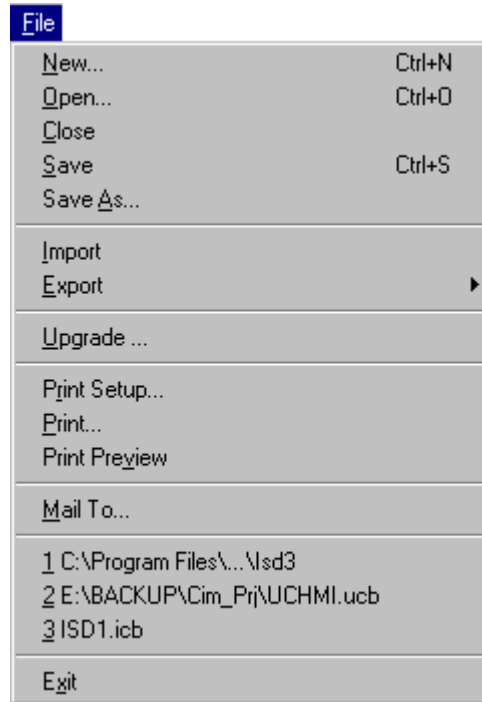 File
New... Ctrl+N
Open... Ctrl+O
Close
Save Ctrl+S
Save As...
Import
Export
Upgrade ...
Print Setup...
Print...
Print Preview
Mail To...
1 C:\Program Files\...\Isd3
2 E:\BACKUP\Cim_Prj\UCHMI.ucb
3 ISD1.icb
Exit